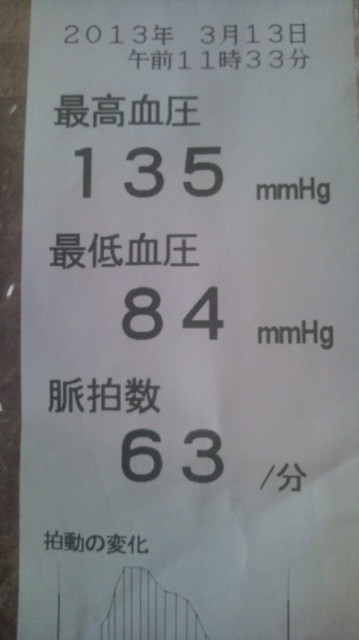 ２０１３年　３月１３日
午前１１時３３分
最高血圧
１３５ mmHg
最低血圧
８４ mmHg
脈拍数
６３ /分
拍動の変化